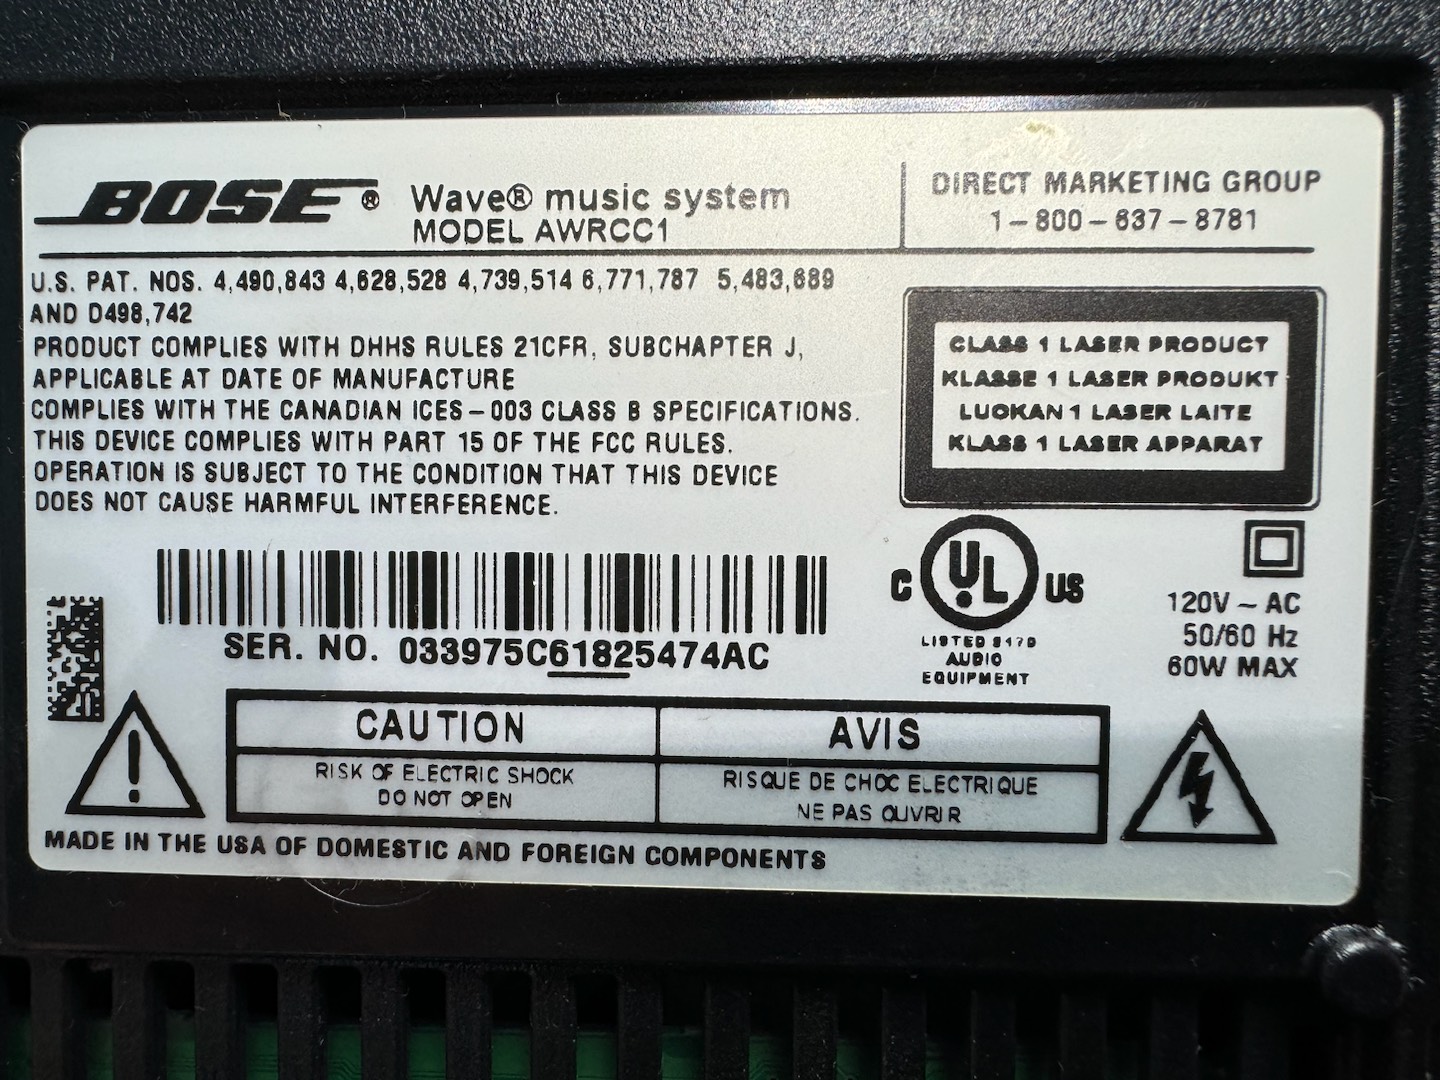 BOSE® Wave® music system
MODEL AWRCC1
DIRECT MARKETING GROUP
1-800-637-8781
U.S. PAT. NOS. 4,490,843 4,628,528 4,739,514 6,771,787 5,483,689
AND D498,742
PRODUCT COMPLIES WITH DHHS RULES 21CFR, SUBCHAPTER J,
APPLICABLE AT DATE OF MANUFACTURE
COMPLIES WITH THE CANADIAN ICES-003 CLASS B SPECIFICATIONS.
THIS DEVICE COMPLIES WITH PART 15 OF THE FCC RULES.
OPERATION IS SUBJECT TO THE CONDITION THAT THIS DEVICE
DOES NOT CAUSE HARMFUL INTERFERENCE.
CLASS 1 LASER PRODUCT
KLASSE 1 LASER PRODUKT
LUOKAN 1 LASER LAITE
KLASS 1 LASER APPARAT
SER. NO. 033975C61825474AC
C UL US
LISTED 8179
AUDIO
EQUIPMENT
120V ~ AC
50/60 Hz
60W MAX
CAUTION
RISK OF ELECTRIC SHOCK
DO NOT OPEN
AVIS
RISQUE DE CHOC ELECTRIQUE
NE PAS OUVRIR
MADE IN THE USA OF DOMESTIC AND FOREIGN COMPONENTS